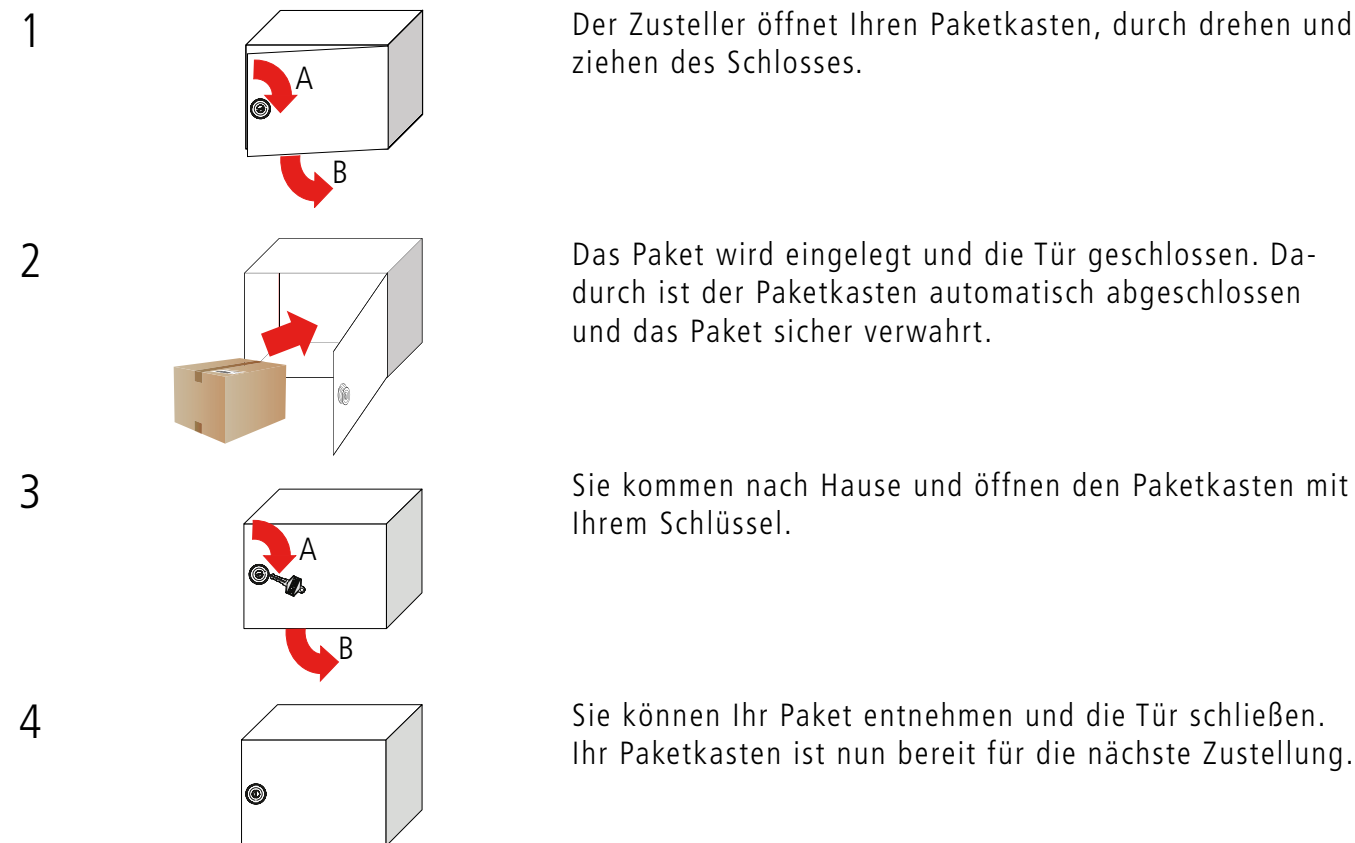 1
Der Zusteller öffnet Ihren Paketkasten, durch drehen und
ziehen des Schlosses.
A
B
2
Das Paket wird eingelegt und die Tür geschlossen. Da-
durch ist der Paketkasten automatisch abgeschlossen
und das Paket sicher verwahrt.
3
Sie kommen nach Hause und öffnen den Paketkasten mit
Ihrem Schlüssel.
A
B
4
Sie können Ihr Paket entnehmen und die Tür schließen.
Ihr Paketkasten ist nun bereit für die nächste Zustellung.